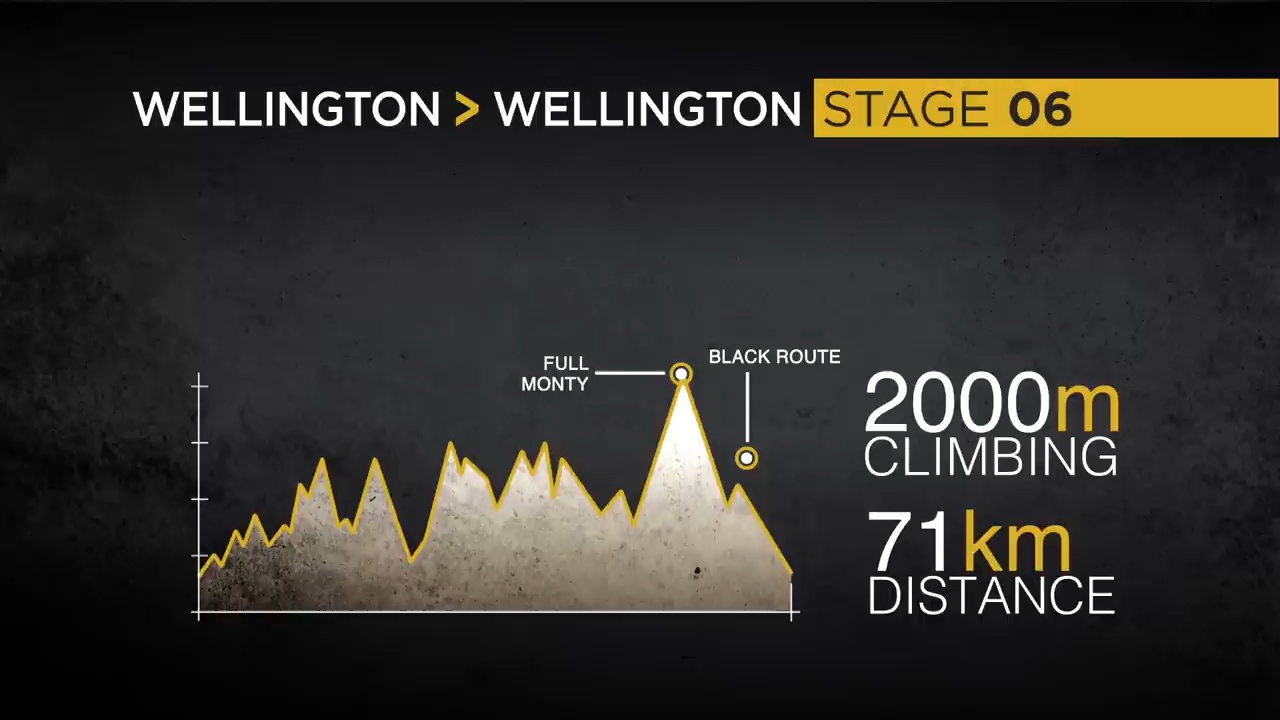 WELLINGTON > WELLINGTON STAGE 06
FULL
MONTY
BLACK ROUTE
2000m
CLIMBING
71km
DISTANCE